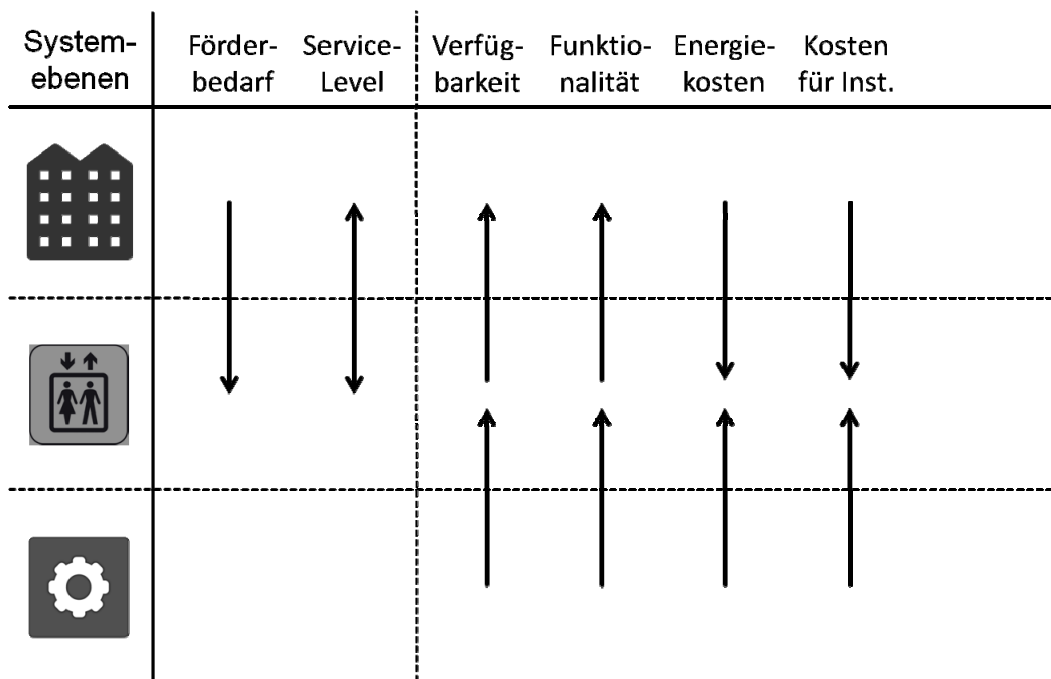 System-
ebenen
Förder-
bedarf
Service-
Level
Verfüg-
barkeit
Funktio-
nalität
Energie-
kosten
Kosten
für Inst.